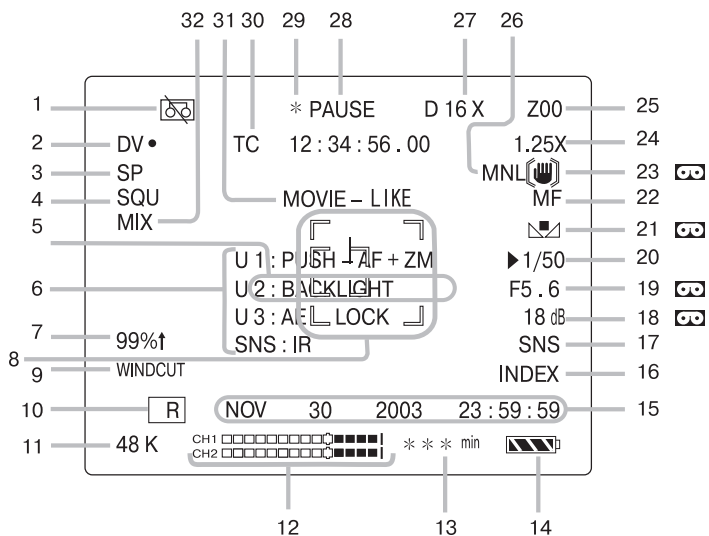 32 31 30 29 28 27 26
1 * PAUSE D 16 X Z00 25
2 DV • TC 12 : 34 : 56 . 00 1.25X 24
3 SP MNL 23
4 SQU MOVIE – LIKE MF 22
5 MIX 21
U 1 : PUSH – AF + ZM ▶1/50 20
6 U 2 : BACKLIGHT F5 . 6 19
U 3 : AE LOCK 18 dB 18
7 99%↑ SNS : IR SNS 17
8
9 WINDCUT INDEX 16
10 R NOV 30 2003 23 : 59 : 59 15
11 48 K CH1 * * * min
CH2
12 13 14